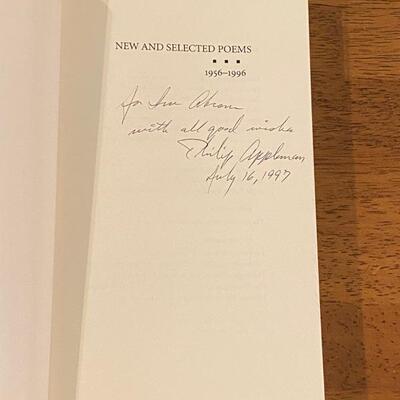 NEW AND SELECTED POEMS
1956–1996
for
with all good wishes
Philip Appleman
July 16, 1997